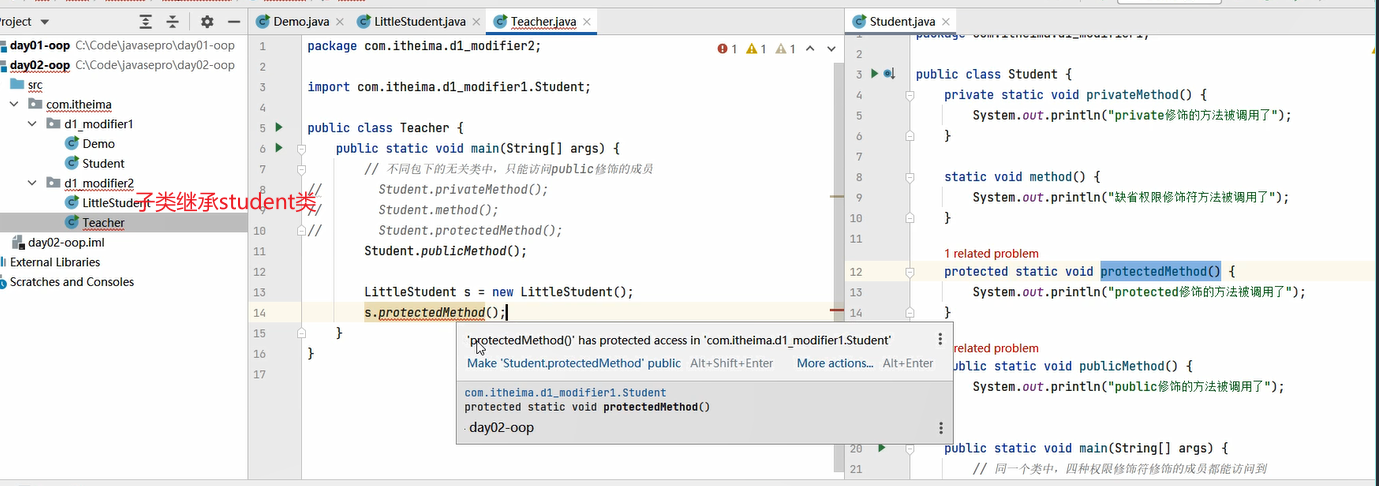 Project
day01-oop C:\Code\javasepro\day01-oop
day02-oop C:\Code\javasepro\day02-oop
src
com.itheima
d1_modifier1
Demo
Student
d1_modifier2
LittleStudent
子类继承student类
Teacher
day02-oop.iml
External Libraries
Scratches and Consoles
Demo.java
LittleStudent.java
Teacher.java
1 package com.itheima.d1_modifier2;
1 1 1
2
3 import com.itheima.d1_modifier1.Student;
4
5 public class Teacher {
6 public static void main(String[] args) {
7 // 不同包下的无关类中，只能访问public修饰的成员
8 // Student.privateMethod();
9 // Student.method();
10 // Student.protectedMethod();
11 Student.publicMethod();
12
13 LittleStudent s = new LittleStudent();
14 s.protectedMethod();
15 }
16 }
17
'protectedMethod()' has protected access in 'com.itheima.d1_modifier1.Student'
Make 'Student.protectedMethod' public Alt+Shift+Enter More actions... Alt+Enter
com.itheima.d1_modifier1.Student
protected static void protectedMethod()
day02-oop
Student.java
package com.itheima.d1_modifier1;
2
3 public class Student {
4 private static void privateMethod() {
5 System.out.println("private修饰的方法被调用了");
6 }
7
8 static void method() {
9 System.out.println("缺省权限修饰符方法被调用了");
10 }
11
1 related problem
12 protected static void protectedMethod() {
13 System.out.println("protected修饰的方法被调用了");
14 }
related problem
public static void publicMethod() {
System.out.println("public修饰的方法被调用了");
20 public static void main(String[] args) {
21 // 同一个类中，四种权限修饰符修饰的成员都能访问到